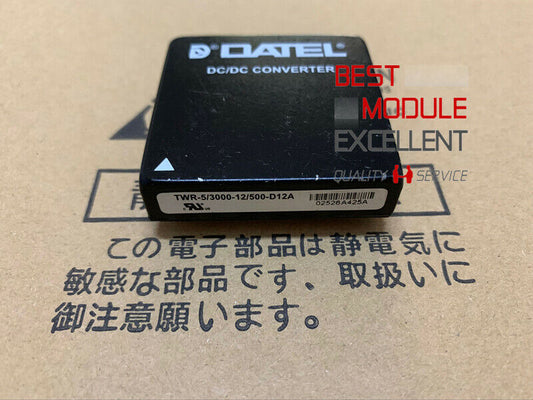 DATEL®
DC/DC CONVERTER
BEST
MODULE
EXCELLENT
QUALITY SERVICE
TWR-5/3000-12/500-D12A
02526A425A
この電子部品は静電気に
敏感な部品です、取扱いに
御注意願います。